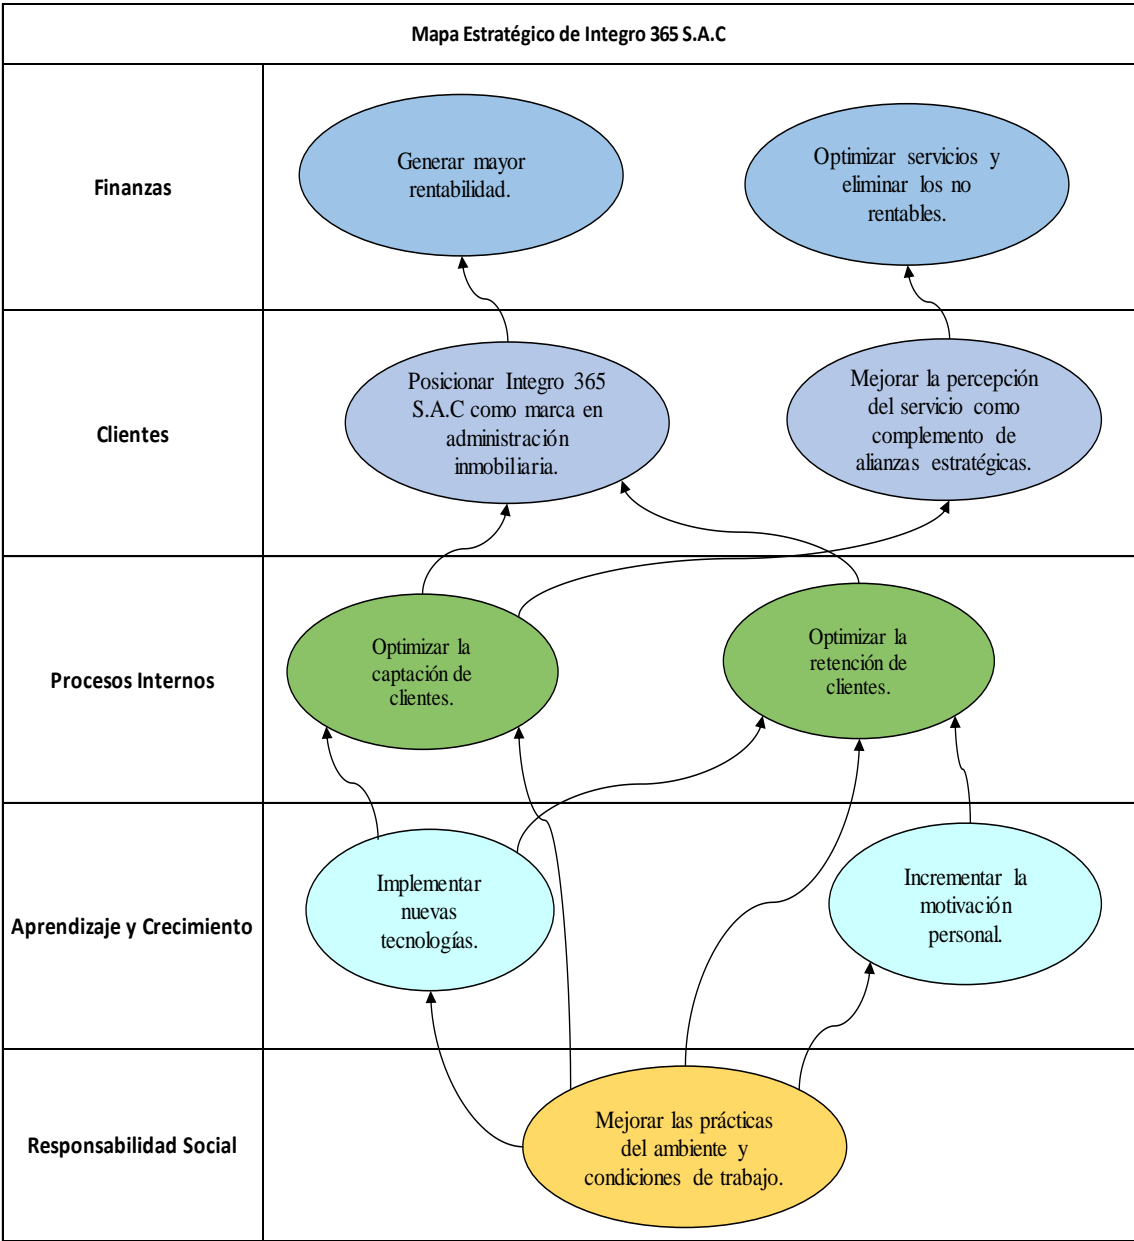 Mapa Estratégico de Integro 365 S.A.C
Finanzas
Generar mayor
rentabilidad.
Optimizar servicios y
eliminar los no
rentables.
Clientes
Posicionar Integro 365
S.A.C como marca en
administración
inmobiliaria.
Mejorar la percepción
del servicio como
complemento de
alianzas estratégicas.
Procesos Internos
Optimizar la
captación de
clientes.
Optimizar la
retención de
clientes.
Aprendizaje y Crecimiento
Implementar
nuevas
tecnologías.
Incrementar la
motivación
personal.
Responsabilidad Social
Mejorar las prácticas
del ambiente y
condiciones de trabajo.